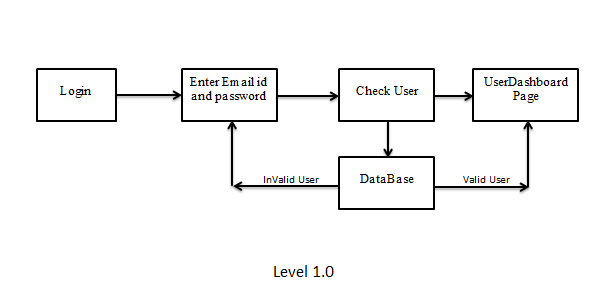 Login
Enter Email id
and password
Check User
UserDashboard
Page
InValid User
DataBase
Valid User
Level 1.0